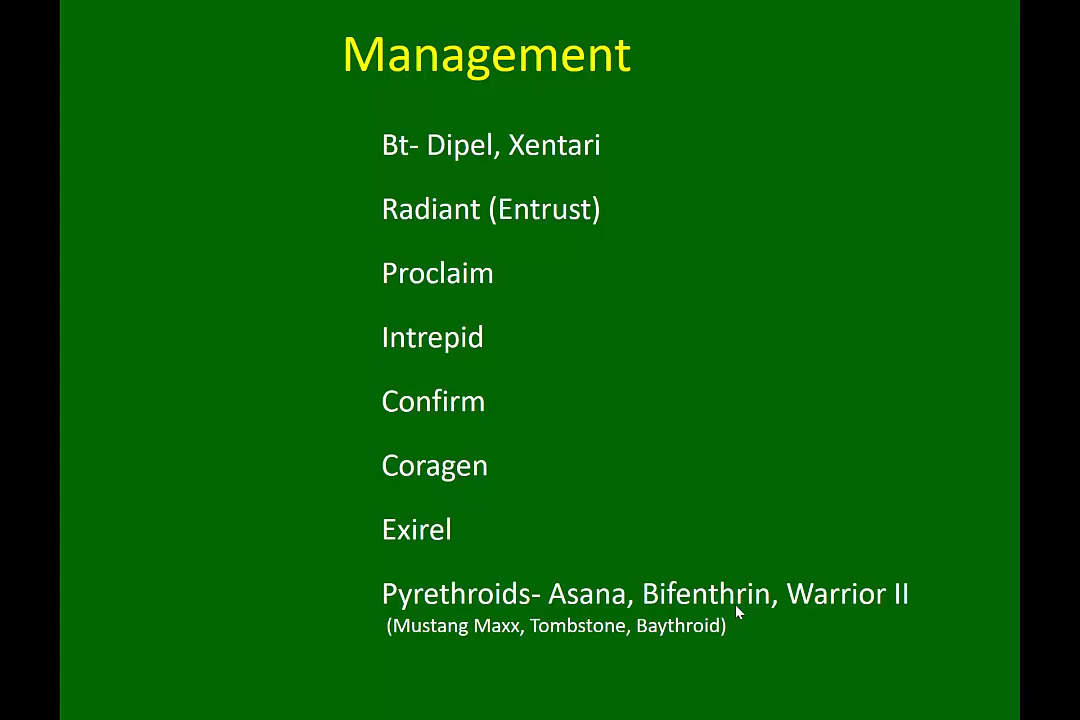 Management
Bt- Dipel, Xentari
Radiant (Entrust)
Proclaim
Intrepid
Confirm
Coragen
Exirel
Pyrethroids- Asana, Bifenthrin, Warrior II
(Mustang Maxx, Tombstone, Baythroid)